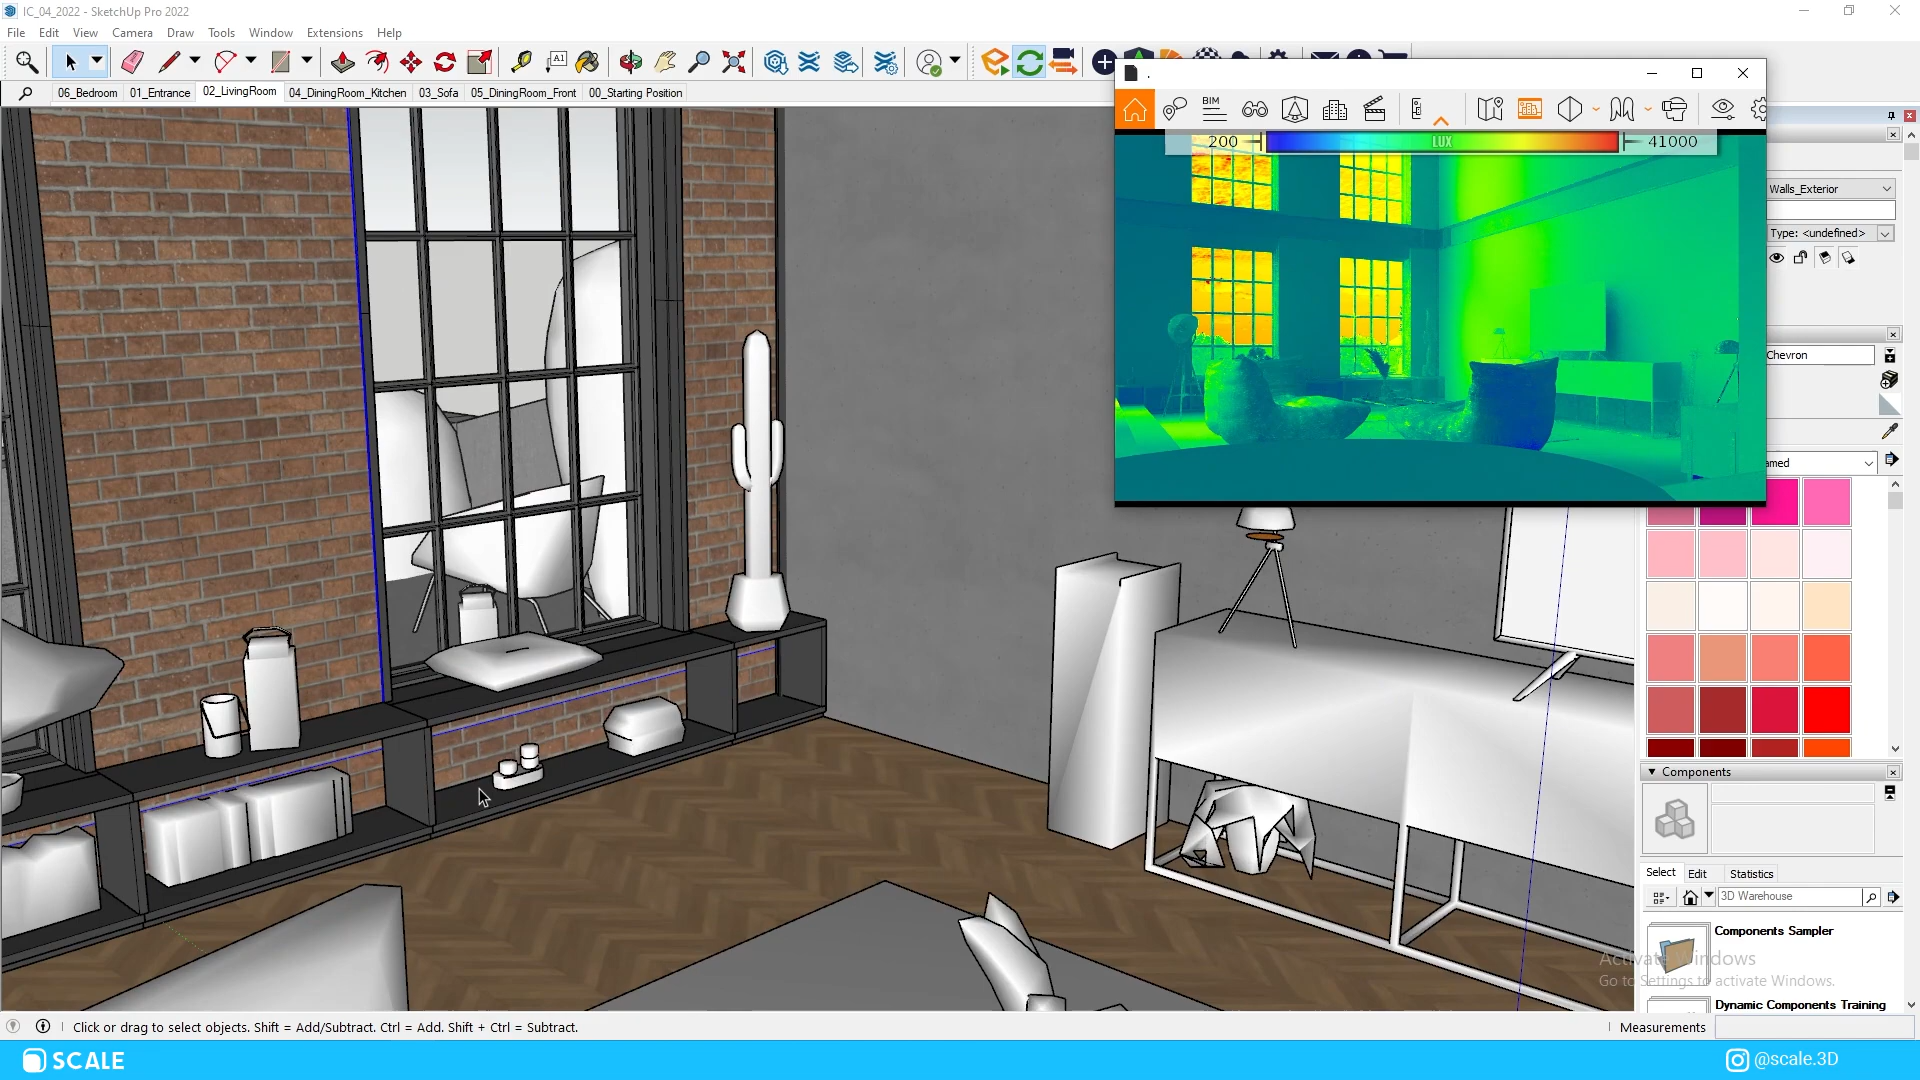 IC_04_2022 - SketchUp Pro 2022
File Edit View Camera Draw Tools Window Extensions Help
A1
06_Bedroom 01_Entrance 02_LivingRoom 04_DiningRoom_Kitchen 03_Sofa 05_DiningRoom_Front 00_Starting Position
.
BIM
200 LUX 41000
Walls_Exterior
Type: <undefined>
Chevron
amed
Components
Select Edit Statistics
3D Warehouse
Components Sampler
Activate Windows
Go to Settings to activate Windows.
Dynamic Components Training
Click or drag to select objects. Shift = Add/Subtract. Ctrl = Add. Shift + Ctrl = Subtract.
Measurements
SCALE
@scale.3D